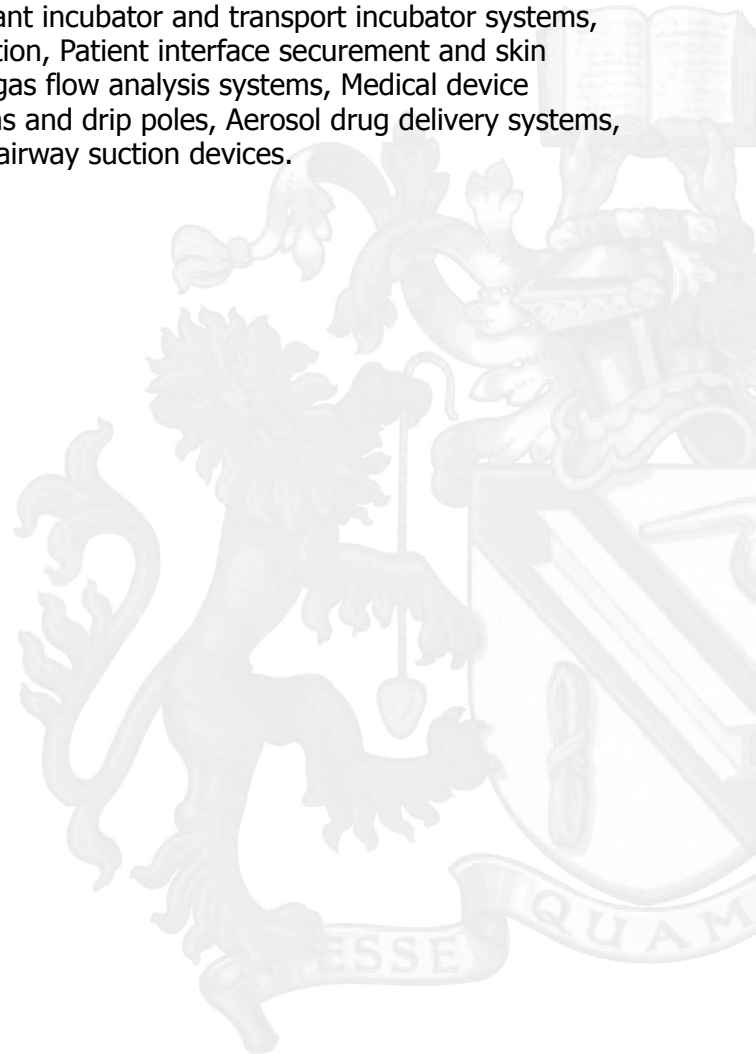 ant incubator and transport incubator systems,
tion, Patient interface securement and skin
gas flow analysis systems, Medical device
s and drip poles, Aerosol drug delivery systems,
airway suction devices.
ESSE
QUAM